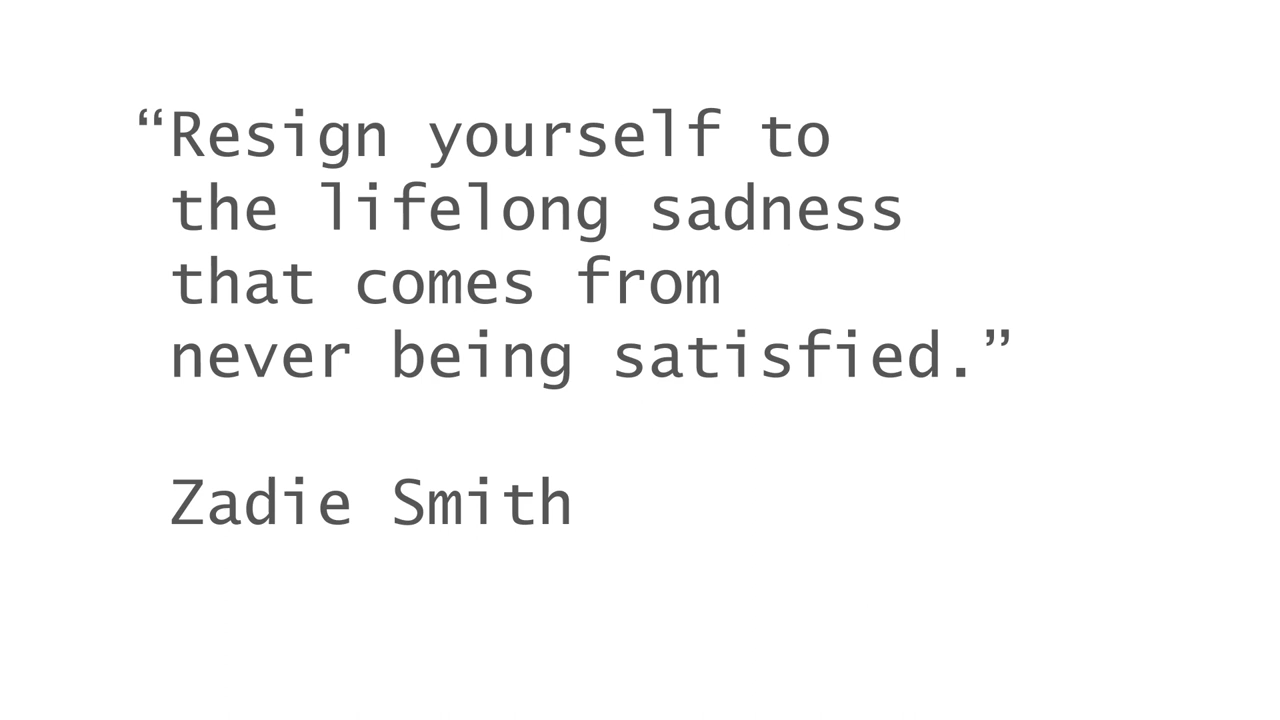 “Resign yourself to
the lifelong sadness
that comes from
never being satisfied.”
Zadie Smith